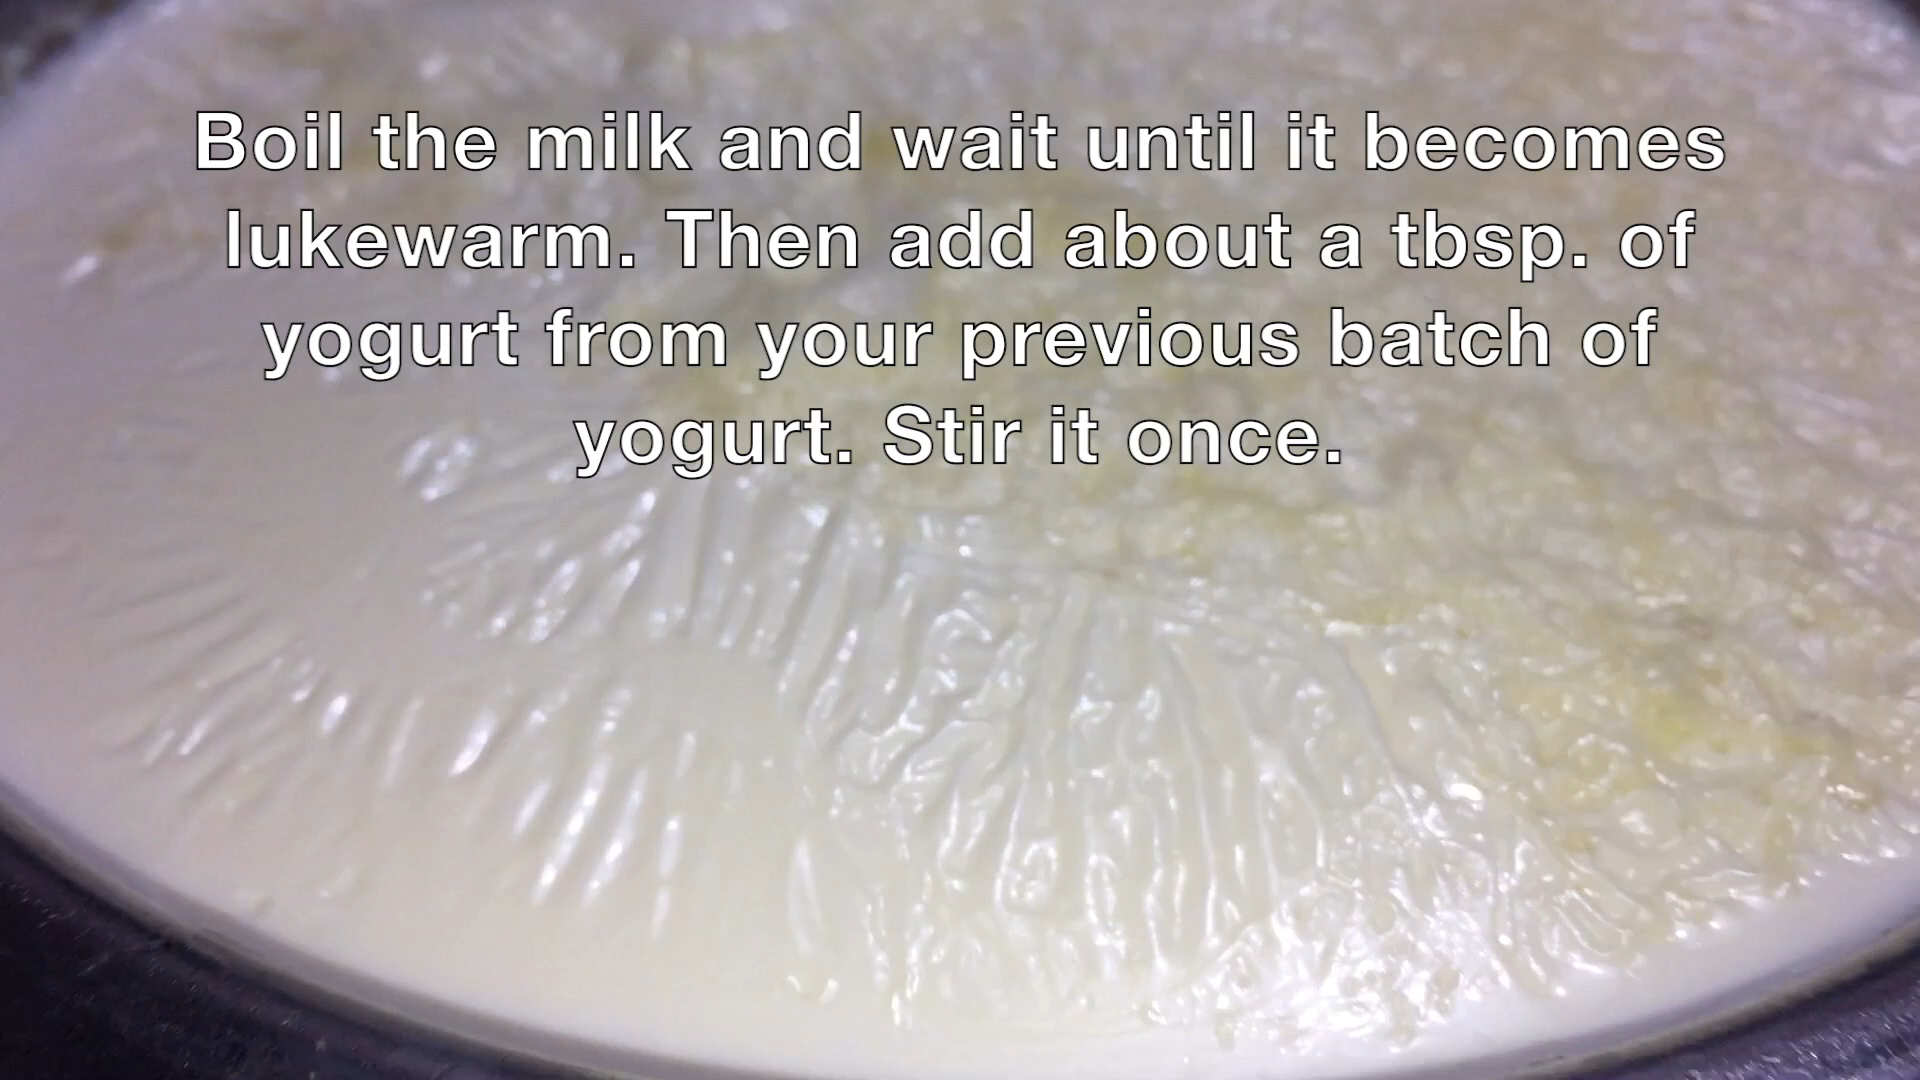 Boil the milk and wait until it becomes
lukewarm. Then add about a tbsp. of
yogurt from your previous batch of
yogurt. Stir it once.